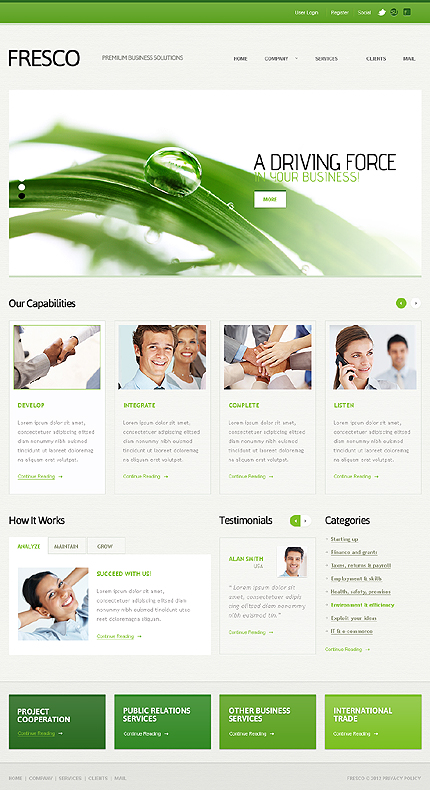 User Login
Register
Social
FRESCO
PREMIUM BUSINESS SOLUTIONS
HOME
COMPANY
SERVICES
CLIENTS
MAIL
A DRIVING FORCE
IN YOUR BUSINESS!
MORE
Our Capabilities
DEVELOP
Lorem ipsum dolor sit amet,
consectetuer adipiscing elitsed
diam nonummy nibh euismod
tincidunt ut laoreet dolormag
na aliquam erat volutpat.
Continue Reading →
INTEGRATE
Lorem ipsum dolor sit amet,
consectetuer adipiscing elitsed
diam nonummy nibh euismod
tincidunt ut laoreet dolormag
na aliquam erat volutpat.
Continue Reading →
COMPLETE
Lorem ipsum dolor sit amet,
consectetuer adipiscing elitsed
diam nonummy nibh euismod
tincidunt ut laoreet dolormag
na aliquam erat volutpat.
Continue Reading →
LISTEN
Lorem ipsum dolor sit amet,
consectetuer adipiscing elitsed
diam nonummy nibh euismod
tincidunt ut laoreet dolormag
na aliquam erat volutpat.
Continue Reading →
How It Works
ANALYZE
MAINTAIN
GROW
SUCCEED WITH US!
Lorem ipsum dolor sit amet,
consectetuer adipiscing elitsed diam
nonummy nibh euismod tincidunt utso
reet doloremagna aliquam.
Continue Reading →
Testimonials
ALAN SMITH
USA
“Lorem ipsum dolor sit
amet, consectetuer adipis
cing elitsed diam nonummy
nibh euismod tincidunt ut
suscipit.”
Continue Reading →
Categories
Starting up
Finance and grants
Taxes, returns & payroll
Employment & skills
Health, safety, premises
Environment & efficiency
Exploit your ideas
IT & e-commerce
Continue Reading →
PROJECT
COOPERATION
Continue Reading →
PUBLIC RELATIONS
SERVICES
Continue Reading →
OTHER BUSINESS
SERVICES
Continue Reading →
INTERNATIONAL
TRADE
Continue Reading →
HOME | COMPANY | SERVICES | CLIENTS | MAIL
FRESCO © 2012 PRIVACY POLICY